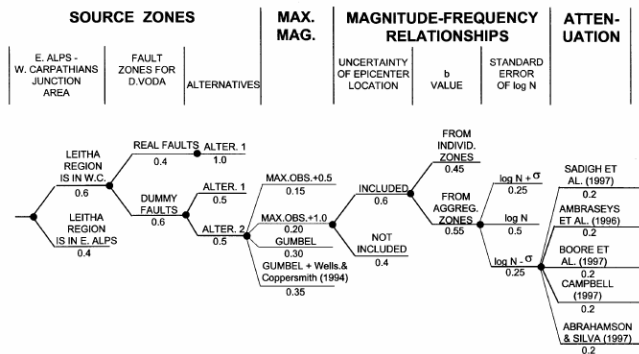 SOURCE ZONES
MAX.
MAG.
MAGNITUDE-FREQUENCY
RELATIONSHIPS
ATTEN-
UATION
E. ALPS -
W. CARPATHIANS
JUNCTION
AREA
FAULT
ZONES FOR
D.VODA
ALTERNATIVES
UNCERTAINTY
OF EPICENTER
LOCATION
b
VALUE
STANDARD
ERROR
OF log N
LEITHA
REGION
IS IN W.C.
0.6
LEITHA
REGION
IS IN E. ALPS
0.4
REAL FAULTS
0.4
DUMMY
FAULTS
0.6
ALTER. 1
1.0
ALTER. 1
0.5
ALTER. 2
0.5
MAX.OBS.+0.5
0.15
MAX.OBS.+1.0
0.20
GUMBEL
0.30
GUMBEL + Wells.&
Coppersmith (1994)
0.35
INCLUDED
0.6
NOT
INCLUDED
0.4
FROM
INDIVID.
ZONES
0.45
FROM
AGGREG.
ZONES
0.55
log N + σ
0.25
log N
0.5
log N - σ
0.25
SADIGH ET
AL. (1997)
0.2
AMBRASEYS
ET AL. (1996)
0.2
BOORE ET
AL. (1997)
0.2
CAMPBELL
(1997)
0.2
ABRAHAMSON
& SILVA (1997)
0.2